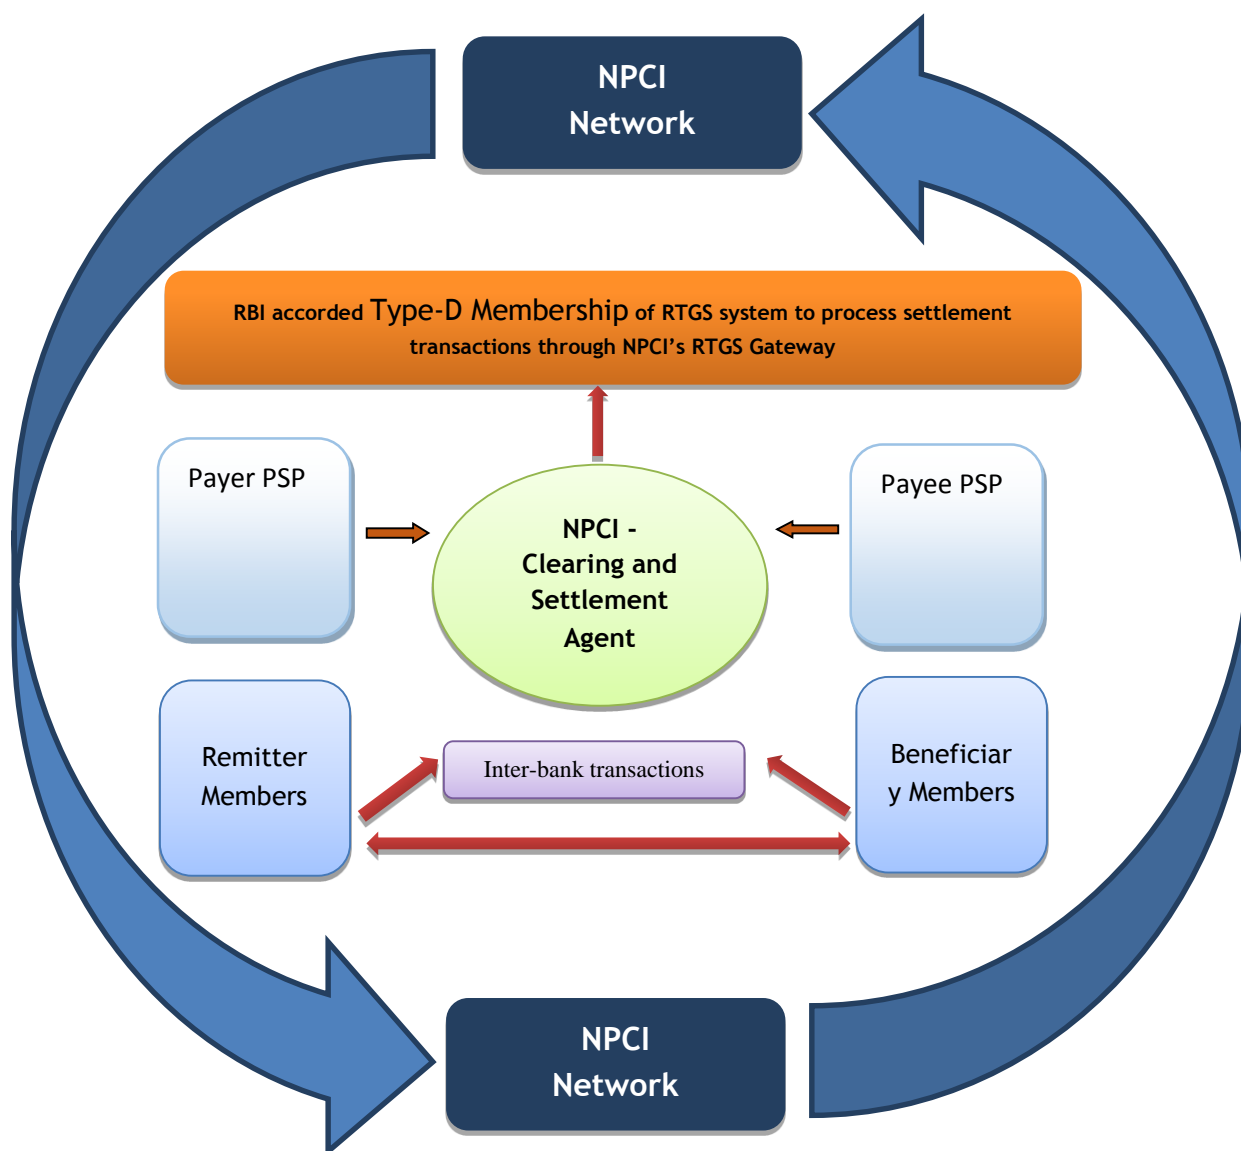 NPCI
Network
RBI accorded Type-D Membership of RTGS system to process settlement
transactions through NPCI’s RTGS Gateway
Payer PSP
Payee PSP
NPCI -
Clearing and
Settlement
Agent
Remitter
Members
Inter-bank transactions
Beneficiar
y Members
NPCI
Network